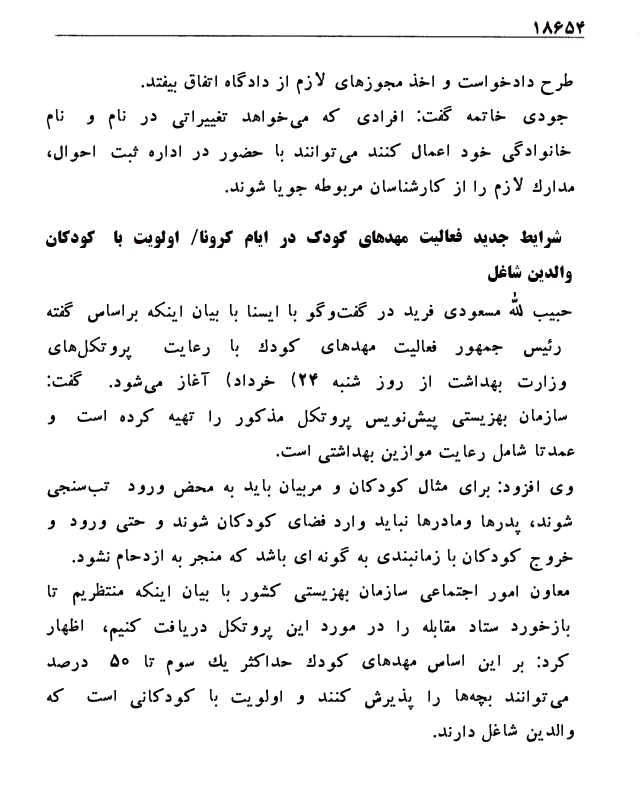 ۱۸۶۵۴
طرح دادخواست و اخذ مجوزهای لازم از دادگاه اتفاق بیفتد.
جودی خاتمه گفت: افرادی که می‌خواهد تغییراتی در نام و نام
خانوادگی خود اعمال کنند می‌توانند با حضور در اداره ثبت احوال،
مدارك لازم را از کارشناسان مربوطه جویا شوند.
شرایط جدید فعالیت مهدهای کودک در ایام کرونا/ اولویت با کودکان
والدین شاغل
حبیب الله مسعودی فرید در گفت‌وگو با ایسنا با بیان اینکه براساس گفته
رئیس جمهور فعالیت مهدهای کودك با رعایت پروتکل‌های
وزارت بهداشت از روز شنبه ۲۴) خرداد) آغاز می‌شود. گفت:
سازمان بهزیستی پیش‌نویس پروتکل مذکور را تهیه کرده است و
عمدتا شامل رعایت موازین بهداشتی است.
وی افزود: برای مثال کودکان و مربیان باید به محض ورود تب‌سنجی
شوند، پدرها ومادرها نباید وارد فضای کودکان شوند و حتی ورود و
خروج کودکان با زمانبندی به گونه ای باشد که منجر به ازدحام نشود.
معاون امور اجتماعی سازمان بهزیستی کشور با بیان اینکه منتظریم تا
بازخورد ستاد مقابله را در مورد این پروتکل دریافت کنیم، اظهار
کرد: بر این اساس مهدهای کودك حداکثر يك سوم تا ۵۰ درصد
می‌توانند بچه‌ها را پذیرش کنند و اولویت با کودکانی است که
والدین شاغل دارند.